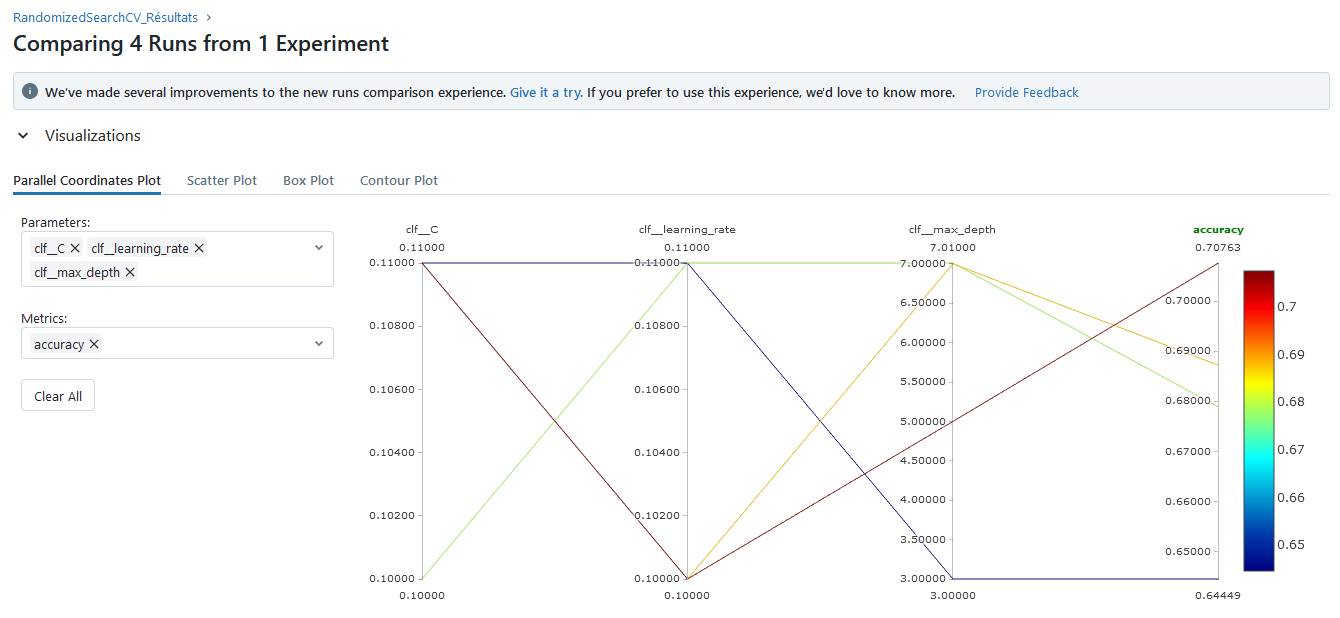 RandomizedSearchCV_Résultats >
Comparing 4 Runs from 1 Experiment
We've made several improvements to the new runs comparison experience. Give it a try. If you prefer to use this experience, we'd love to know more. Provide Feedback
Visualizations
Parallel Coordinates Plot Scatter Plot Box Plot Contour Plot
Parameters:
clf__C × clf__learning_rate ×
clf__max_depth ×
Metrics:
accuracy ×
Clear All
clf__C clf__learning_rate clf__max_depth accuracy
0.11000 0.11000 7.01000 0.70763
0.11000
0.10800
0.10600
0.10400
0.10200
0.10000
0.10000
0.11000
0.10800
0.10600
0.10400
0.10200
0.10000
0.10000
7.00000
6.50000
6.00000
5.50000
5.00000
4.50000
4.00000
3.50000
3.00000
3.00000
0.70000
0.69000
0.68000
0.67000
0.66000
0.65000
0.64449
0.7
0.69
0.68
0.67
0.66
0.65